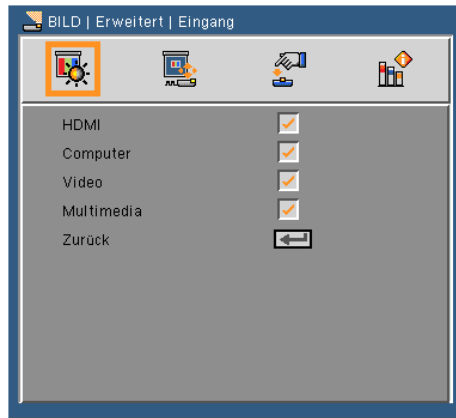 BILD | Erweitert | Eingang
HDMI
Computer
Video
Multimedia
Zurück